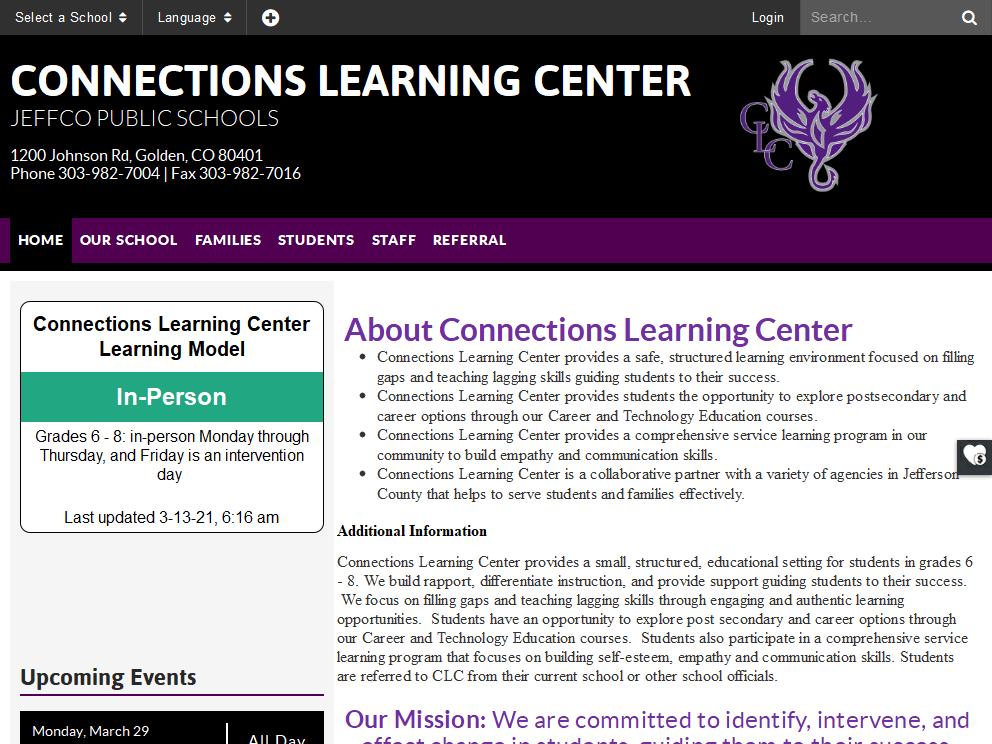 Select a School Language Login Search...
CONNECTIONS LEARNING CENTER
JEFFCO PUBLIC SCHOOLS
1200 Johnson Rd, Golden, CO 80401
Phone 303-982-7004 | Fax 303-982-7016
CLC
HOME OUR SCHOOL FAMILIES STUDENTS STAFF REFERRAL
Connections Learning Center
Learning Model
In-Person
Grades 6 - 8: in-person Monday through
Thursday, and Friday is an intervention
day
Last updated 3-13-21, 6:16 am
Upcoming Events
Monday, March 29
All Day
About Connections Learning Center
Connections Learning Center provides a safe, structured learning environment focused on filling
gaps and teaching lagging skills guiding students to their success.
Connections Learning Center provides students the opportunity to explore postsecondary and
career options through our Career and Technology Education courses.
Connections Learning Center provides a comprehensive service learning program in our
community to build empathy and communication skills.
Connections Learning Center is a collaborative partner with a variety of agencies in Jefferson
County that helps to serve students and families effectively.
Additional Information
Connections Learning Center provides a small, structured, educational setting for students in grades 6
- 8. We build rapport, differentiate instruction, and provide support guiding students to their success.
We focus on filling gaps and teaching lagging skills through engaging and authentic learning
opportunities. Students have an opportunity to explore post secondary and career options through
our Career and Technology Education courses. Students also participate in a comprehensive service
learning program that focuses on building self-esteem, empathy and communication skills. Students
are referred to CLC from their current school or other school officials.
Our Mission: We are committed to identify, intervene, and
effect change in students, guiding them to their success